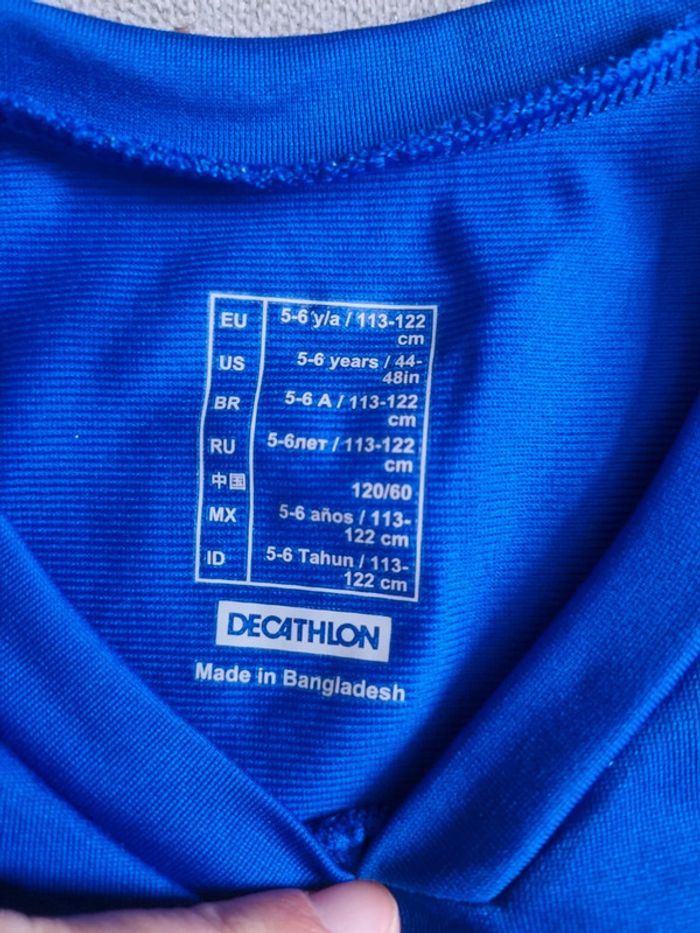 EU 5-6 y/a / 113-122
cm
US 5-6 years / 44-
48in
BR 5-6 A / 113-122
cm
RU 5-6лет / 113-122
cm
中国 120/60
MX 5-6 años / 113-
122 cm
ID 5-6 Tahun / 113-
122 cm
DECATHLON
Made in Bangladesh